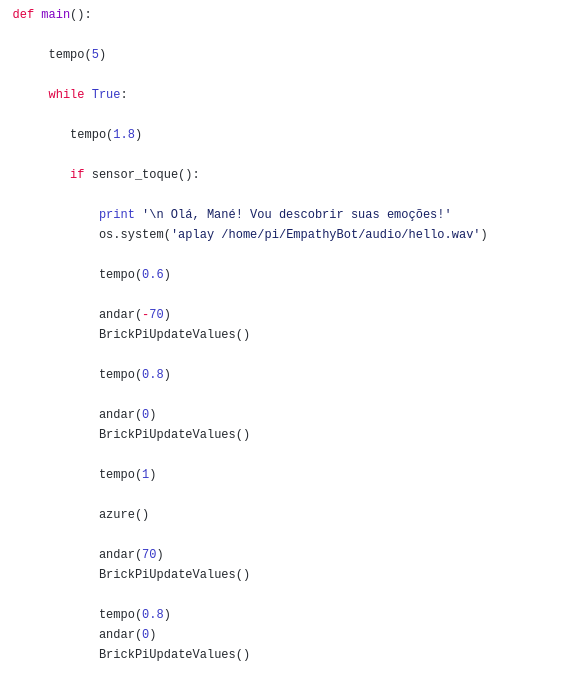 def main():
tempo(5)
while True:
tempo(1.8)
if sensor_toque():
print '\n Olá, Mané! Vou descobrir suas emoções!'
os.system('aplay /home/pi/EmpathyBot/audio/hello.wav')
tempo(0.6)
andar(-70)
BrickPiUpdateValues()
tempo(0.8)
andar(0)
BrickPiUpdateValues()
tempo(1)
azure()
andar(70)
BrickPiUpdateValues()
tempo(0.8)
andar(0)
BrickPiUpdateValues()